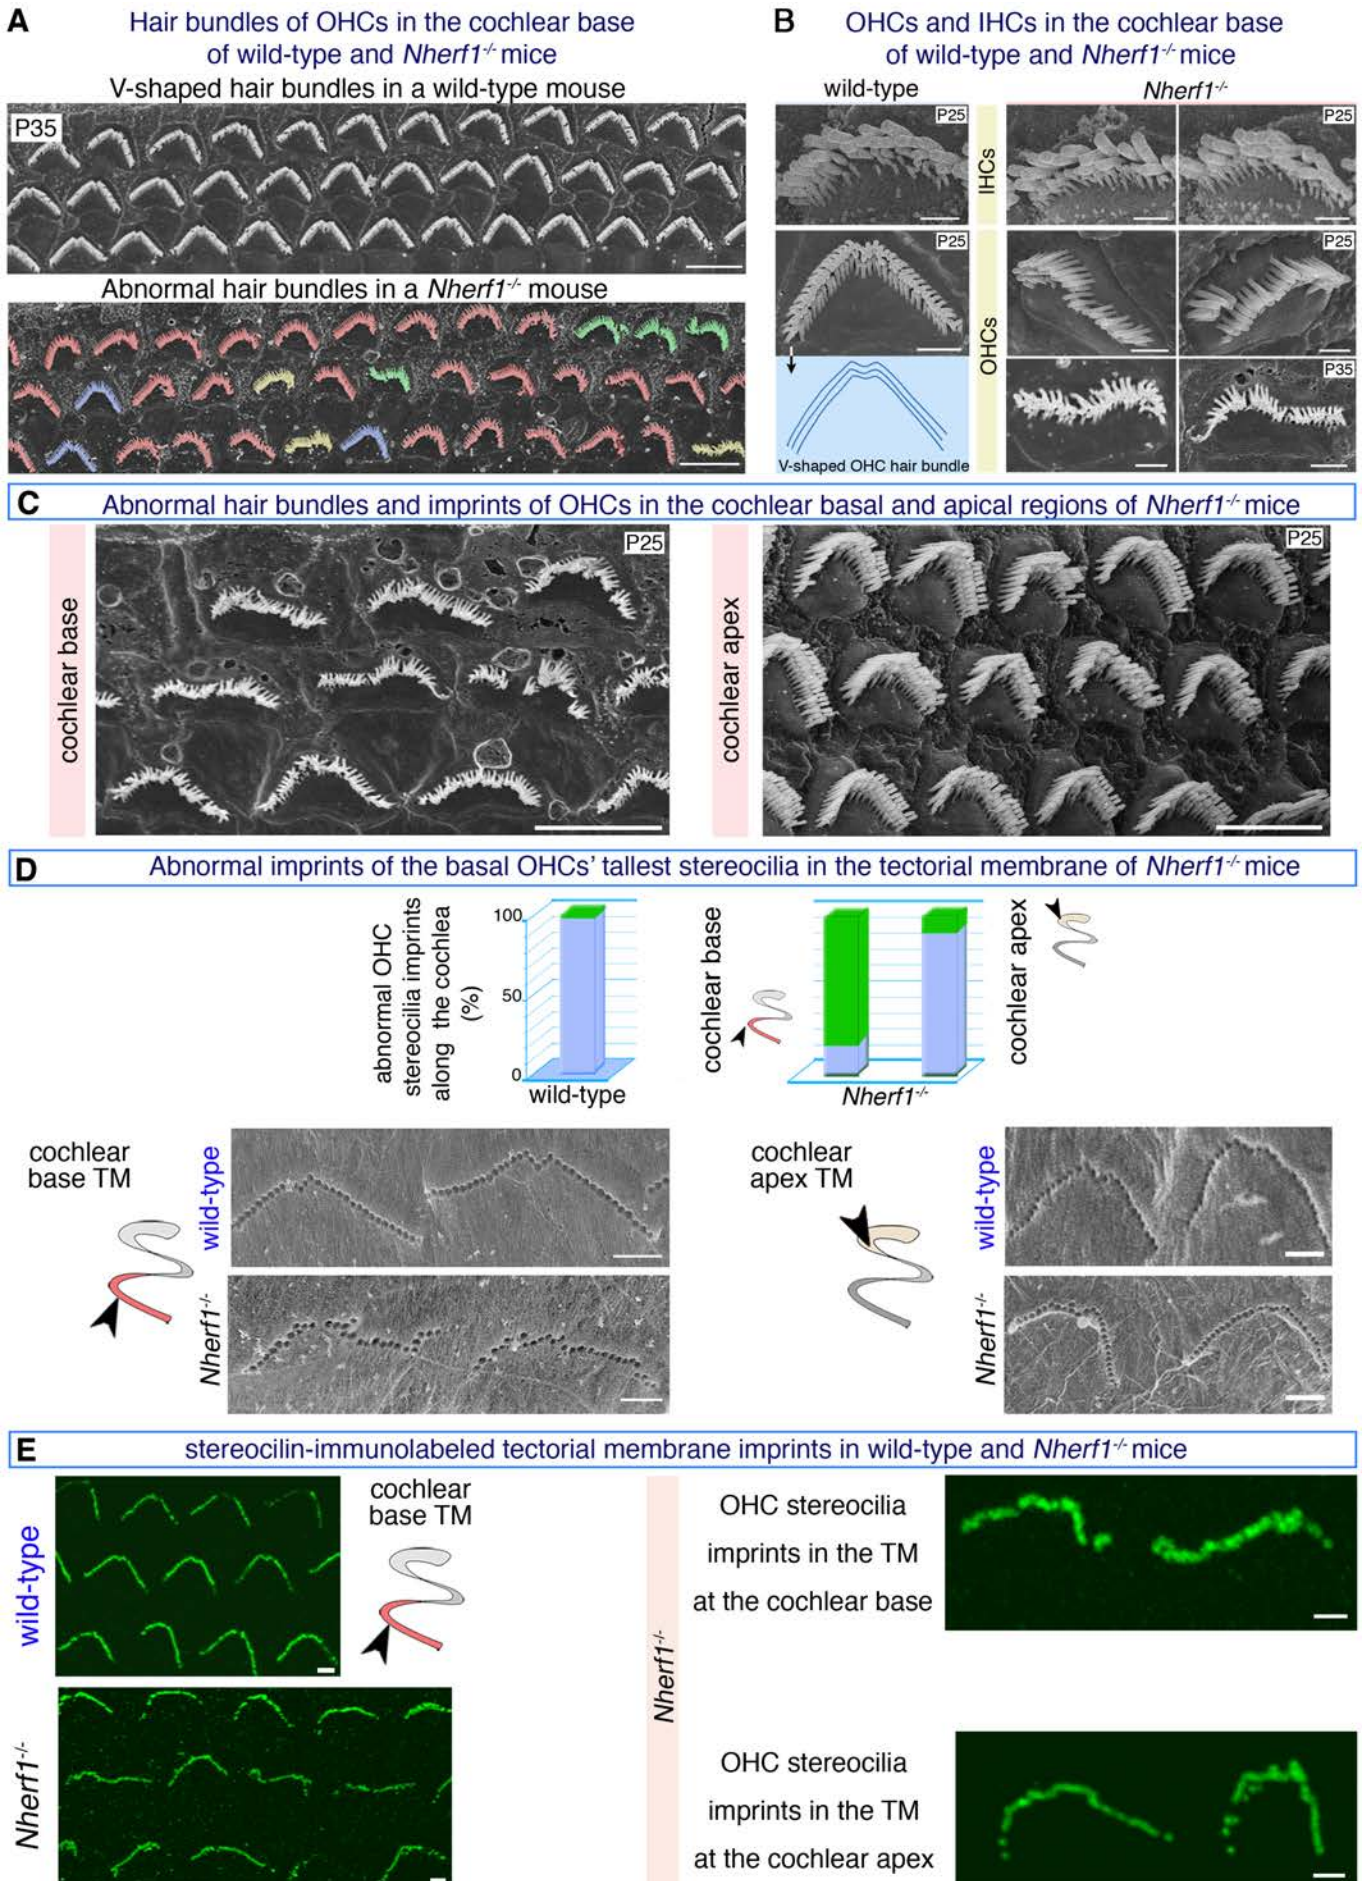 A
Hair bundles of OHCs in the cochlear base
of wild-type and Nherf1-/- mice
V-shaped hair bundles in a wild-type mouse
P35
Abnormal hair bundles in a Nherf1-/- mouse
B
OHCs and IHCs in the cochlear base
of wild-type and Nherf1-/- mice
wild-type
Nherf1-/-
P25
IHCs
P25
P25
OHCs
P25
P35
V-shaped OHC hair bundle
C
Abnormal hair bundles and imprints of OHCs in the cochlear basal and apical regions of Nherf1-/- mice
cochlear base
P25
cochlear apex
P25
D
Abnormal imprints of the basal OHCs' tallest stereocilia in the tectorial membrane of Nherf1-/- mice
abnormal OHC
stereocilia imprints
along the cochlea
(%)
100
50
0
wild-type
cochlear base
Nherf1-/-
cochlear apex
cochlear
base TM
wild-type
Nherf1-/-
cochlear
apex TM
wild-type
Nherf1-/-
E
stereocilin-immunolabeled tectorial membrane imprints in wild-type and Nherf1-/- mice
wild-type
cochlear
base TM
Nherf1-/-
Nherf1-/-
OHC stereocilia
imprints in the TM
at the cochlear base
OHC stereocilia
imprints in the TM
at the cochlear apex